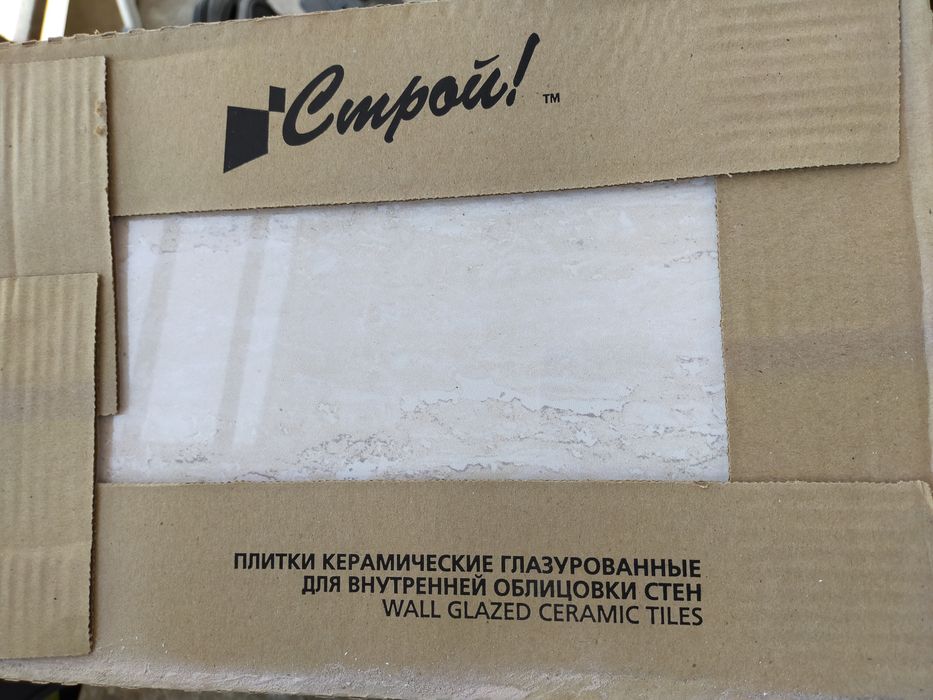 Строй! ™
ПЛИТКИ КЕРАМИЧЕСКИЕ ГЛАЗУРОВАННЫЕ
ДЛЯ ВНУТРЕННЕЙ ОБЛИЦОВКИ СТЕН
WALL GLAZED CERAMIC TILES